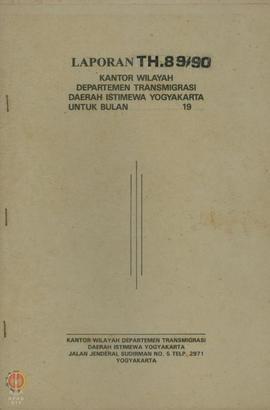 LAPORAN TH.89/90
KANTOR WILAYAH
DEPARTEMEN TRANSMIGRASI
DAERAH ISTIMEWA YOGYAKARTA
UNTUK BULAN 19
KANTOR WILAYAH DEPARTEMEN TRANSMIGRASI
DAERAH ISTIMEWA YOGYAKARTA
JALAN JENDERAL SUDIRMAN NO. 5 TELP. 2971
YOGYAKARTA